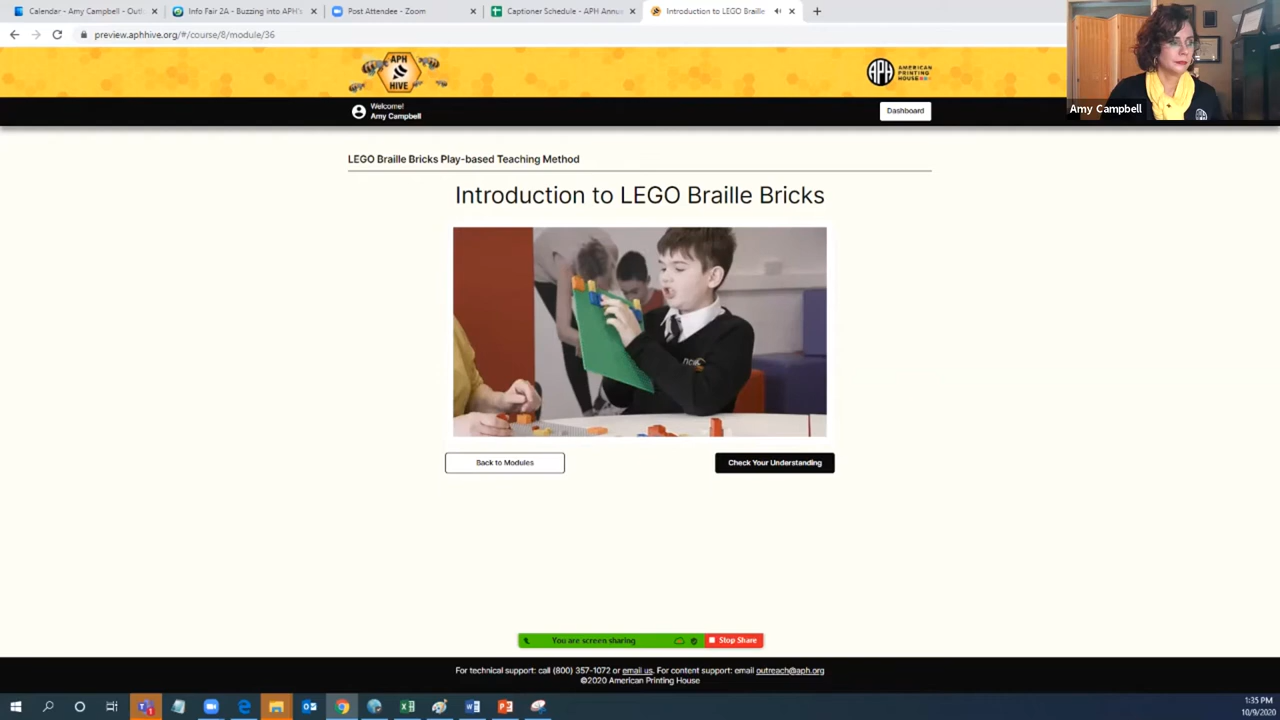 Calendar - Amy Campbell - Outl
Info Fair 2A - Buzzing into APH's
Post Attendee - Zoom
Captioner Schedule - APH Annu
Introduction to LEGO Braille
preview.aphhive.org/#/course/8/module/36
APH
HIVE
APH
AMERICAN
PRINTING
HOUSE
Welcome!
Amy Campbell
Dashboard
Amy Campbell
LEGO Braille Bricks Play-based Teaching Method
Introduction to LEGO Braille Bricks
Back to Modules
Check Your Understanding
You are screen sharing
Stop Share
For technical support: call (800) 357-1072 or email us. For content support: email outreach@aph.org
©2020 American Printing House
1:35 PM
10/9/2020